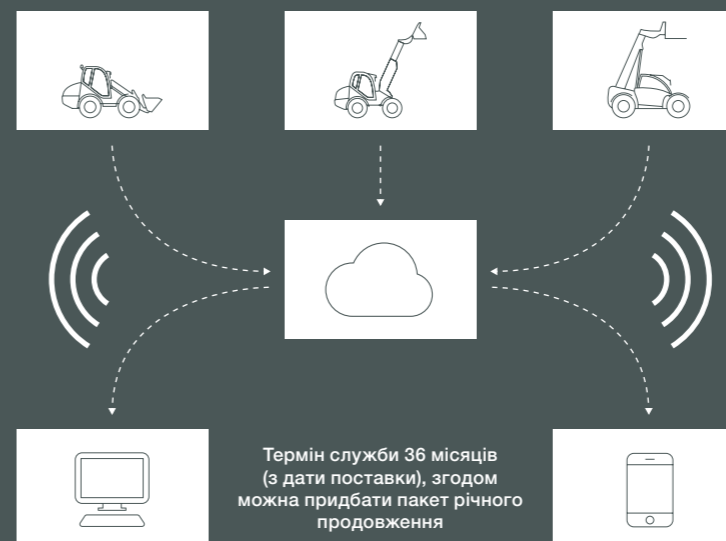 Термін служби 36 місяців
(з дати поставки), згодом
можна придбати пакет річного
продовження